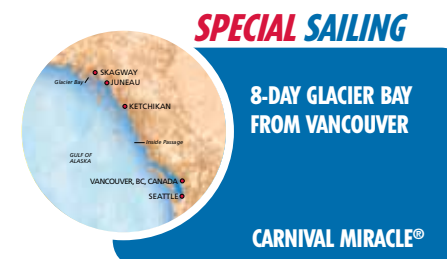 SPECIAL SAILING
SKAGWAY
Glacier Bay
JUNEAU
KETCHIKAN
Inside Passage
GULF OF
ALASKA
VANCOUVER, BC, CANADA
SEATTLE
8-DAY GLACIER BAY
FROM VANCOUVER
CARNIVAL MIRACLE®